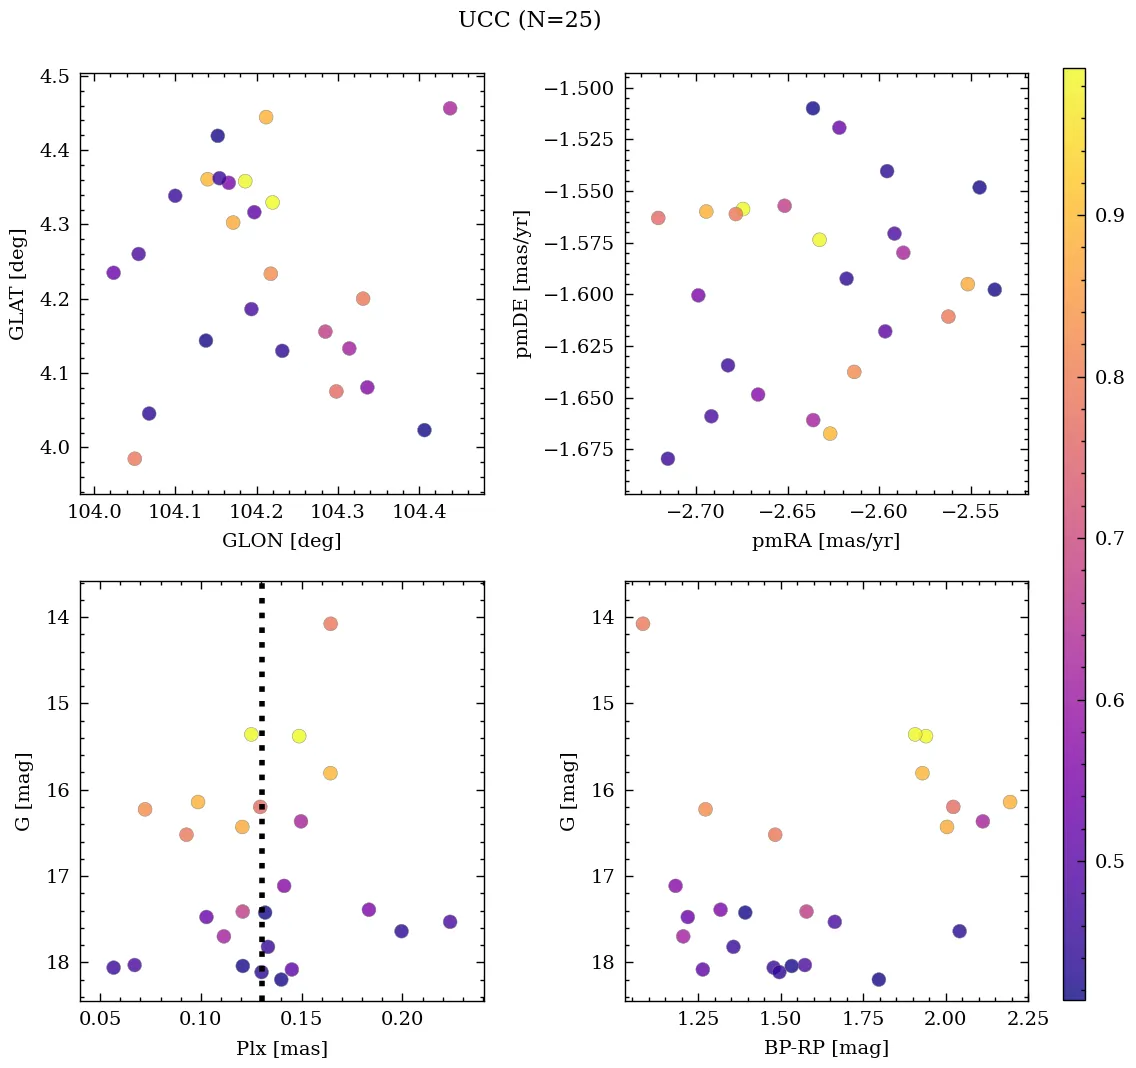 UCC (N=25)
4.5
4.4
4.3
4.2
4.1
4.0
GLAT [deg]
104.0 104.1 104.2 104.3 104.4
GLON [deg]
−1.500
−1.525
−1.550
−1.575
−1.600
−1.625
−1.650
−1.675
pmDE [mas/yr]
−2.70 −2.65 −2.60 −2.55
pmRA [mas/yr]
14
15
16
17
18
G [mag]
0.05 0.10 0.15 0.20
Plx [mas]
14
15
16
17
18
G [mag]
1.25 1.50 1.75 2.00 2.25
BP-RP [mag]
0.9
0.8
0.7
0.6
0.5